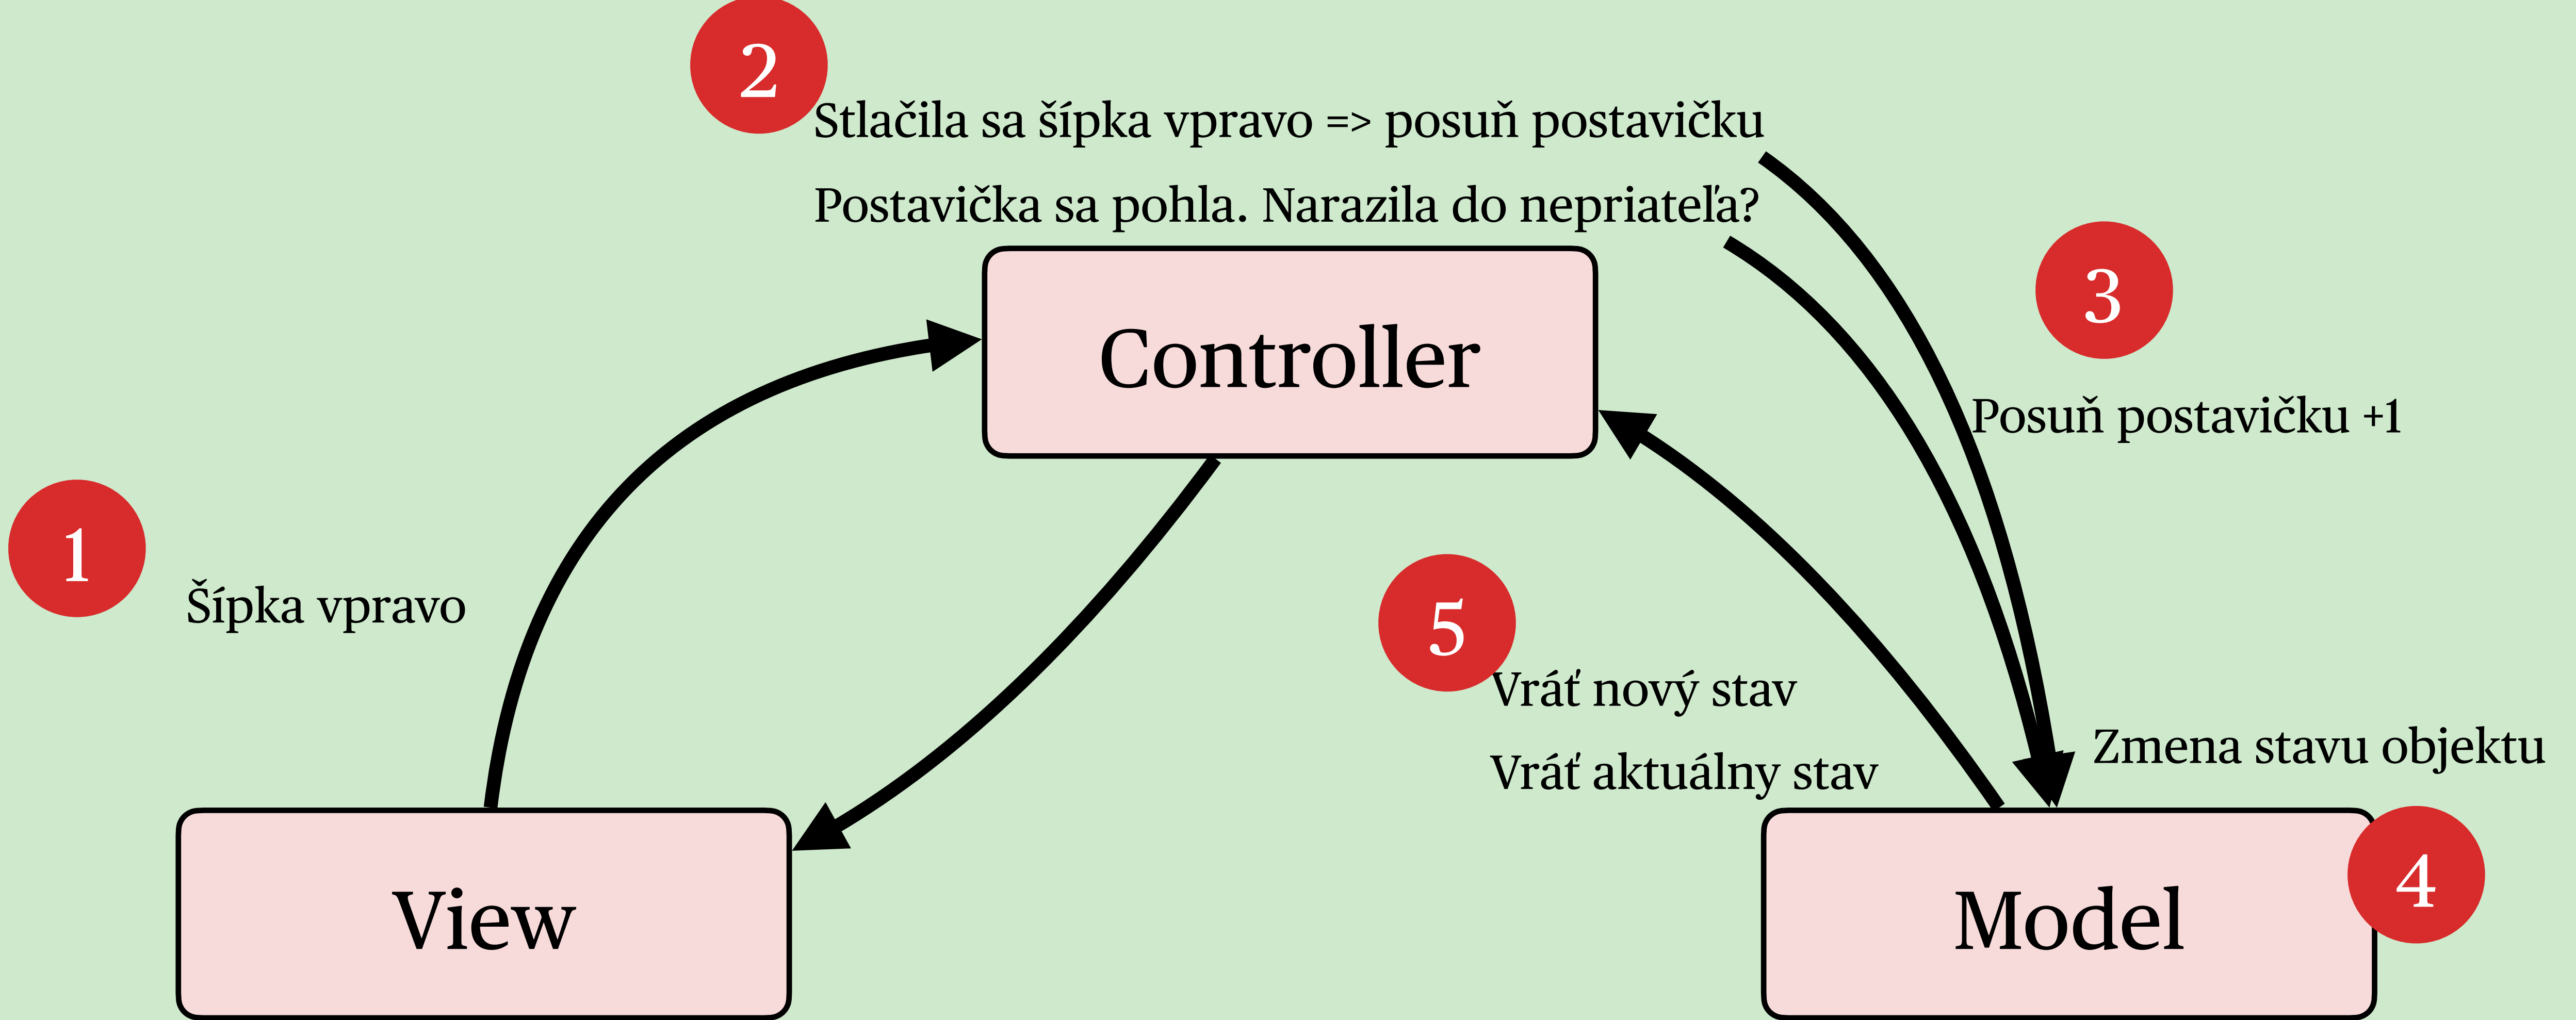 2
Stlačila sa šípka vpravo => posuň postavičku
Postavička sa pohla. Narazila do nepriateľa?
3
Controller
Posuň postavičku +1
1
Šípka vpravo
5
Vráť nový stav
Zmena stavu objektu
Vráť aktuálny stav
View
Model
4